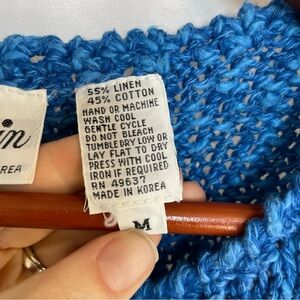 55% LINEN
45% COTTON
HAND OR MACHINE
WASH COOL
GENTLE CYCLE
DO NOT BLEACH
TUMBLE DRY LOW OR
LAY FLAT TO DRY
PRESS WITH COOL
IRON IF REQUIRED
RN 49637
MADE IN KOREA
M
REA